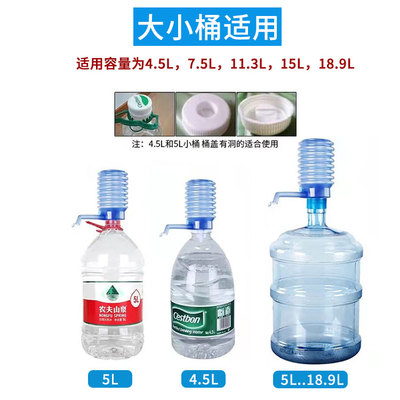 大小桶适用
适用容量为4.5L，7.5L，11.3L，15L，18.9L
注：4.5L和5L小桶 桶盖有洞的适合使用
5L
农夫山泉
NONGFU SPRING
Cestbon
5L
4.5L
5L..18.9L